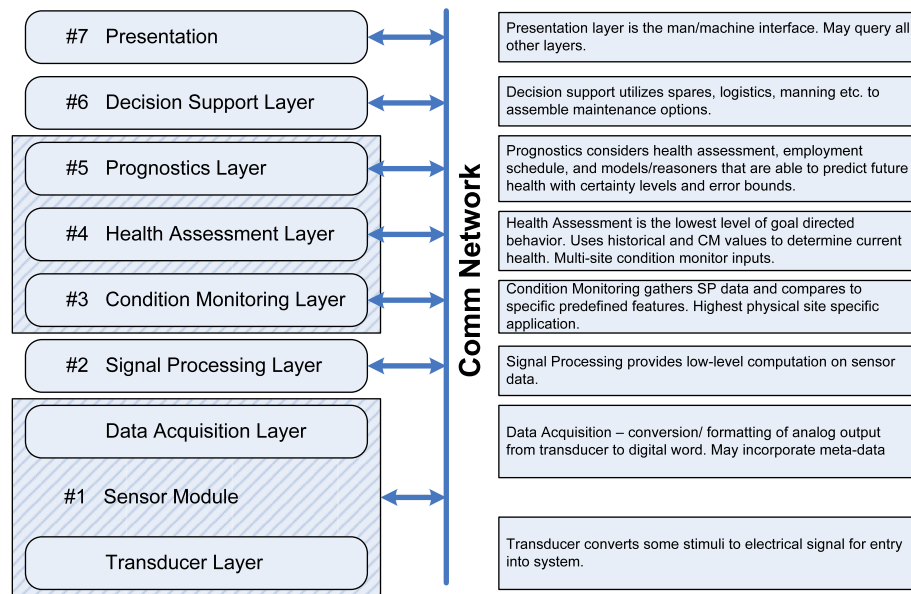 #7 Presentation
Presentation layer is the man/machine interface. May query all
other layers.
#6 Decision Support Layer
Decision support utilizes spares, logistics, manning etc. to
assemble maintenance options.
#5 Prognostics Layer
Prognostics considers health assessment, employment
schedule, and models/reasoners that are able to predict future
health with certainty levels and error bounds.
#4 Health Assessment Layer
Health Assessment is the lowest level of goal directed
behavior. Uses historical and CM values to determine current
health. Multi-site condition monitor inputs.
#3 Condition Monitoring Layer
Condition Monitoring gathers SP data and compares to
specific predefined features. Highest physical site specific
application.
#2 Signal Processing Layer
Signal Processing provides low-level computation on sensor
data.
Data Acquisition Layer
Data Acquisition – conversion/ formatting of analog output
from transducer to digital word. May incorporate meta-data
#1 Sensor Module
Transducer Layer
Transducer converts some stimuli to electrical signal for entry
into system.
Comm Network